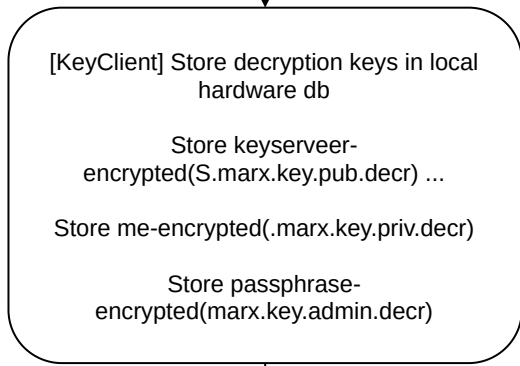 [KeyClient] Store decryption keys in local
hardware db
Store keyserveer-
encrypted(S.marx.key.pub.decr) ...
Store me-encrypted(.marx.key.priv.decr)
Store passphrase-
encrypted(marx.key.admin.decr)